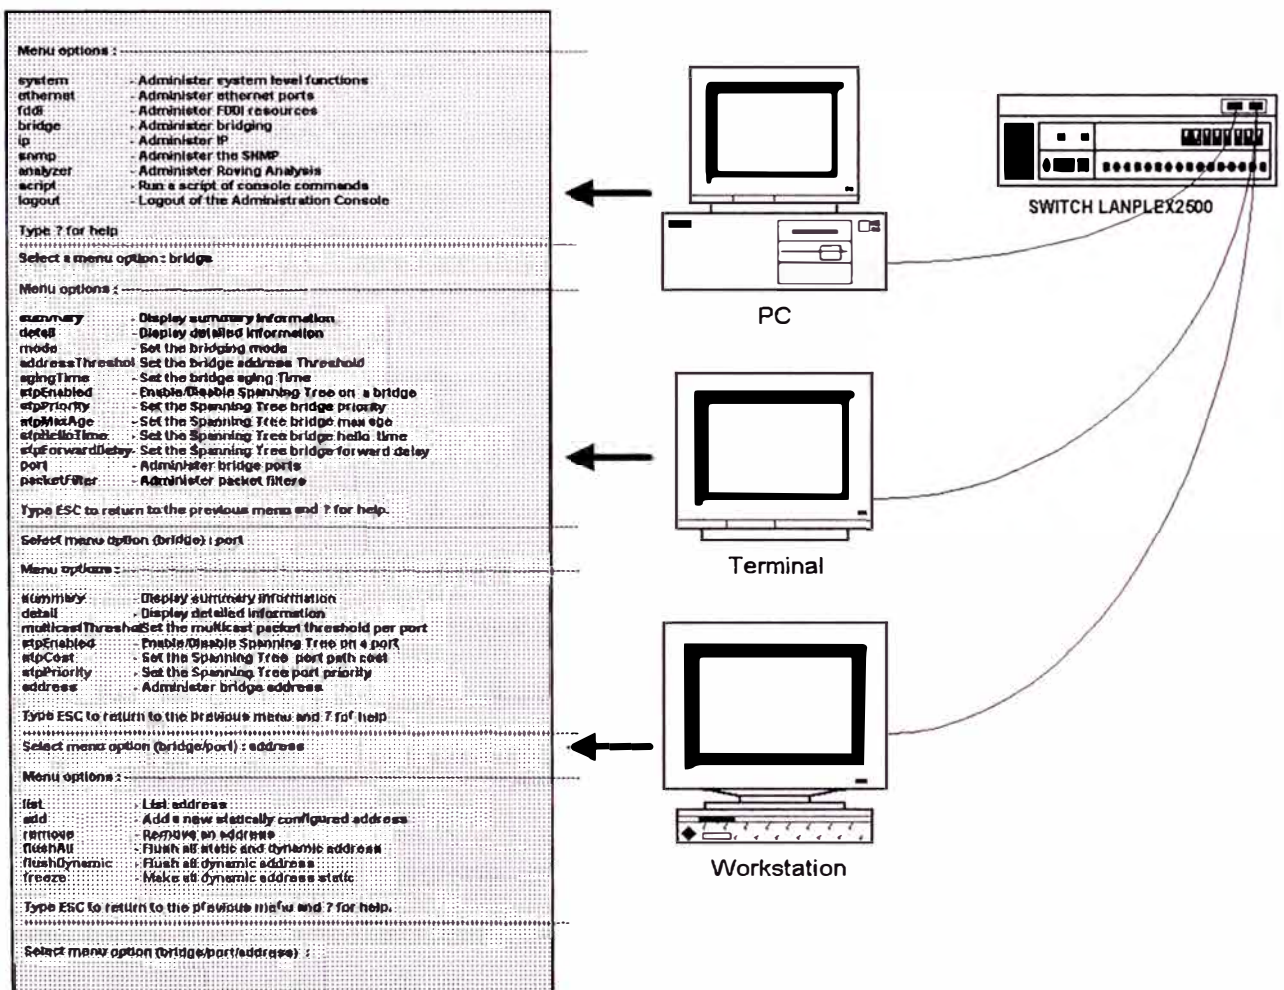 Menu options :
system - Administer system level functions
ethernet - Administer ethernet ports
fddi - Administer FDDI resources
bridge - Administer bridging
ip - Administer IP
snmp - Administer the SNMP
analyzer - Administer Roving Analysis
script - Run a script of console commands
logout - Logout of the Administration Console
Type ? for help
Select a menu option : bridge
Menu options :
summary - Display summary information
detail - Display detailed information
mode - Set the bridging mode
addressThreshol Set the bridge address Threshold
agingTime - Set the bridge aging Time
stpEnabled - Enable/Disable Spanning Tree on a bridge
stpPriority - Set the Spanning Tree bridge priority
stpMaxAge - Set the Spanning Tree bridge max age
stpHelloTime - Set the Spanning Tree bridge hello time
stpForwardDelay- Set the Spanning Tree bridge forward delay
port - Administer bridge ports
packetFilter - Administer packet filters
Type ESC to return to the previous menu and ? for help.
Select menu option (bridge) : port
Menu options :
summary - Display summary information
detail - Display detailed information
multicastThresholSet the multicast packet threshold per port
stpEnabled - Enable/Disable Spanning Tree on a port
stpCost - Set the Spanning Tree port path cost
stpPriority - Set the Spanning Tree port priority
address - Administer bridge address
Type ESC to return to the previous menu and ? for help
Select menu option (bridge/port) : address
Menu options :
list - List address
add - Add a new statically configured address
remove - Remove an address
flushAll - Flush all static and dynamic address
flushDynamic - Flush all dynamic address
freeze - Make all dynamic address static
Type ESC to return to the previous menu and ? for help.
Select menu option (bridge/port/address) :
PC
Terminal
Workstation
SWITCH LANPLEX2500